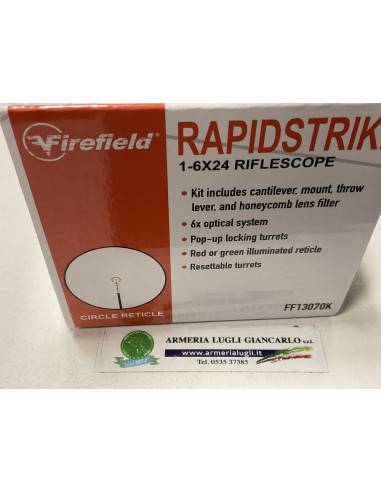 Firefield®
RAPIDSTRIK
1-6X24 RIFLESCOPE
• Kit includes cantilever, mount, throw
lever, and honeycomb lens filter
• 6x optical system
• Pop-up locking turrets
• Red or green illuminated reticle
• Resettable turrets
CIRCLE RETICLE
FF13070K
ARMERIA LUGLI GIANCARLO s.r.l.
www.armerialugli.it
Tel. 0535 37385